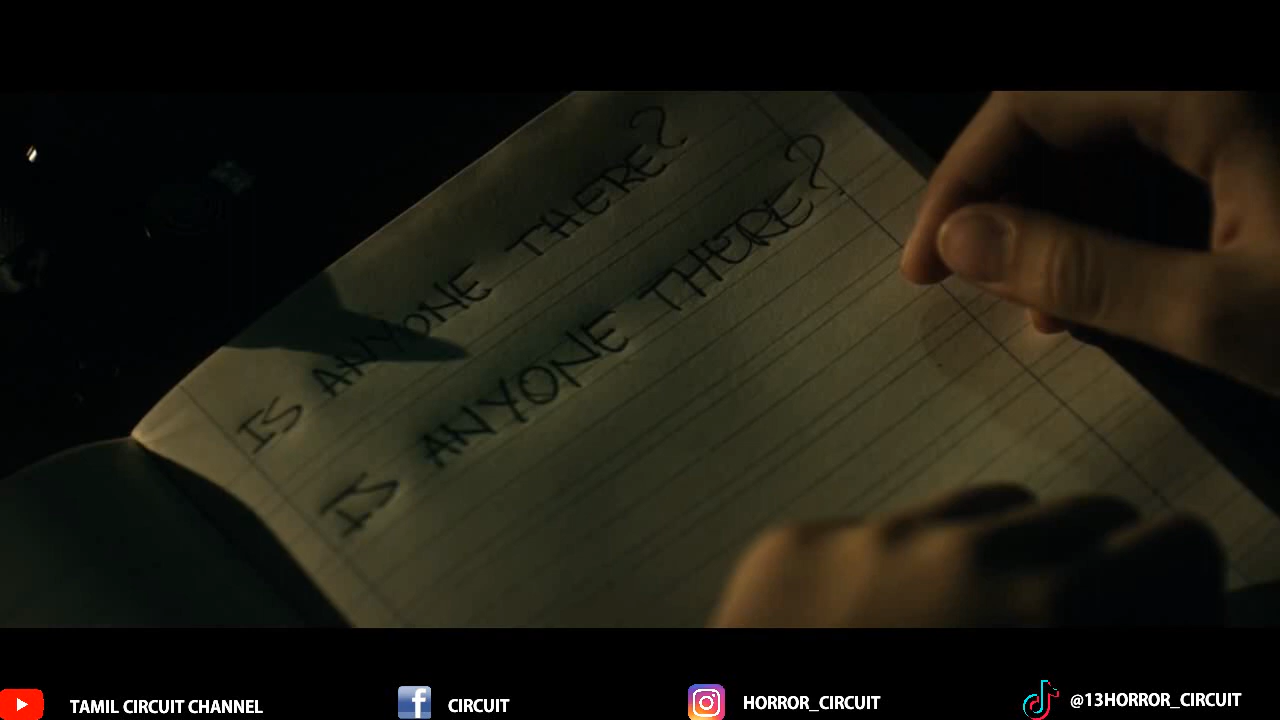 IS ANYONE THERE?
IS ANYONE THERE?
TAMIL CIRCUIT CHANNEL
CIRCUIT
HORROR_CIRCUIT
@13HORROR_CIRCUIT